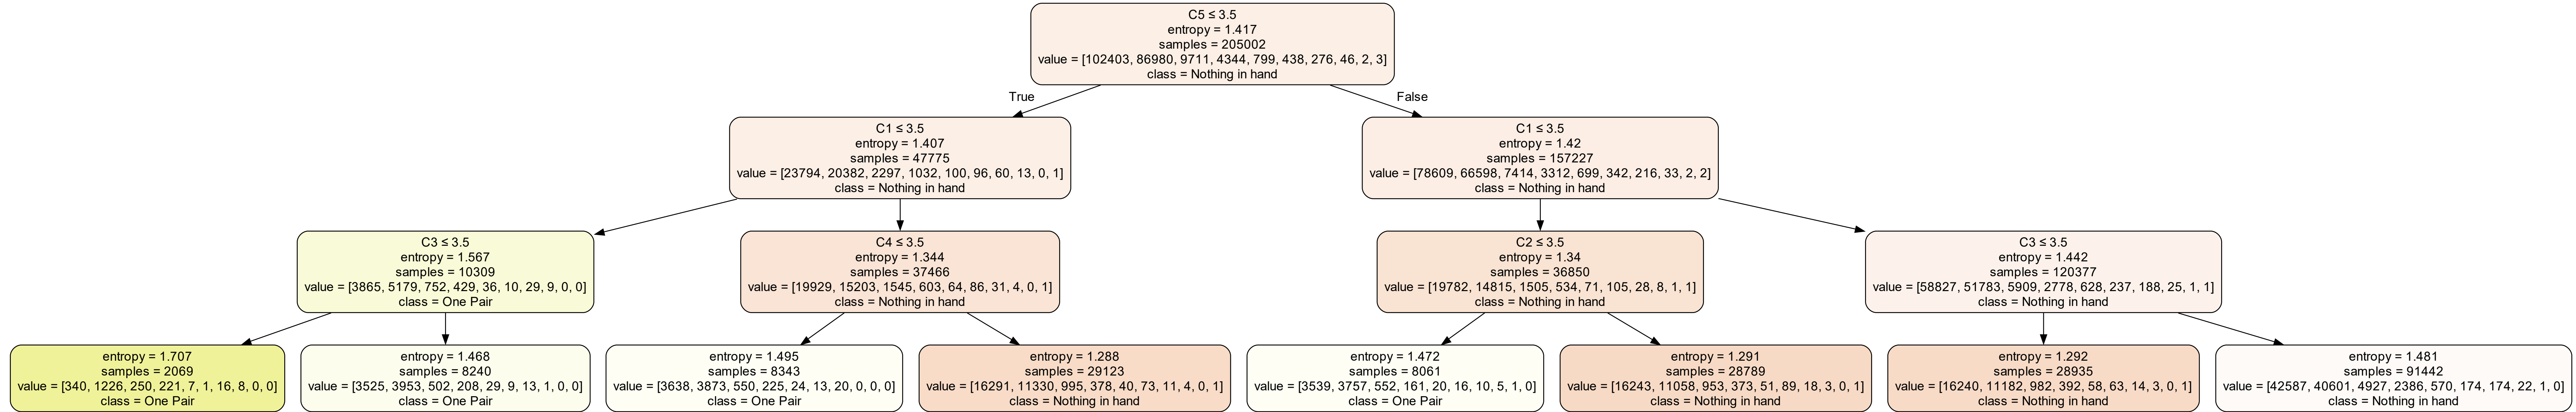 C5 ≤ 3.5
entropy = 1.417
samples = 205002
value = [102403, 86980, 9711, 4344, 799, 438, 276, 46, 2, 3]
class = Nothing in hand
True
False
C1 ≤ 3.5
entropy = 1.407
samples = 47775
value = [23794, 20382, 2297, 1032, 100, 96, 60, 13, 0, 1]
class = Nothing in hand
C1 ≤ 3.5
entropy = 1.42
samples = 157227
value = [78609, 66598, 7414, 3312, 699, 342, 216, 33, 2, 2]
class = Nothing in hand
C3 ≤ 3.5
entropy = 1.567
samples = 10309
value = [3865, 5179, 752, 429, 36, 10, 29, 9, 0, 0]
class = One Pair
C4 ≤ 3.5
entropy = 1.344
samples = 37466
value = [19929, 15203, 1545, 603, 64, 86, 31, 4, 0, 1]
class = Nothing in hand
C2 ≤ 3.5
entropy = 1.34
samples = 36850
value = [19782, 14815, 1505, 534, 71, 105, 28, 8, 1, 1]
class = Nothing in hand
C3 ≤ 3.5
entropy = 1.442
samples = 120377
value = [58827, 51783, 5909, 2778, 628, 237, 188, 25, 1, 1]
class = Nothing in hand
entropy = 1.707
samples = 2069
value = [340, 1226, 250, 221, 7, 1, 16, 8, 0, 0]
class = One Pair
entropy = 1.468
samples = 8240
value = [3525, 3953, 502, 208, 29, 9, 13, 1, 0, 0]
class = One Pair
entropy = 1.495
samples = 8343
value = [3638, 3873, 550, 225, 24, 13, 20, 0, 0, 0]
class = One Pair
entropy = 1.288
samples = 29123
value = [16291, 11330, 995, 378, 40, 73, 11, 4, 0, 1]
class = Nothing in hand
entropy = 1.472
samples = 8061
value = [3539, 3757, 552, 161, 20, 16, 10, 5, 1, 0]
class = One Pair
entropy = 1.291
samples = 28789
value = [16243, 11058, 953, 373, 51, 89, 18, 3, 0, 1]
class = Nothing in hand
entropy = 1.292
samples = 28935
value = [16240, 11182, 982, 392, 58, 63, 14, 3, 0, 1]
class = Nothing in hand
entropy = 1.481
samples = 91442
value = [42587, 40601, 4927, 2386, 570, 174, 174, 22, 1, 0]
class = Nothing in hand